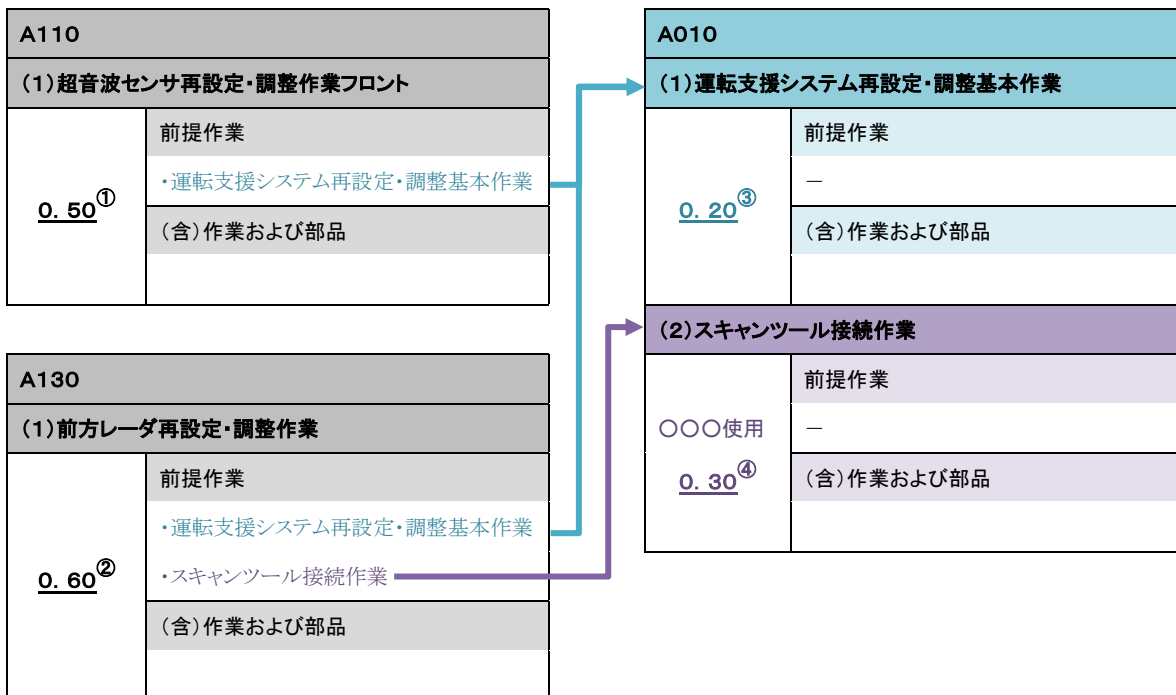 A110
(1)超音波センサ再設定・調整作業フロント
前提作業
・運転支援システム再設定・調整基本作業
0.50①
(含)作業および部品
A130
(1)前方レーダ再設定・調整作業
前提作業
・運転支援システム再設定・調整基本作業
0.60②
・スキャンツール接続作業
(含)作業および部品
A010
(1)運転支援システム再設定・調整基本作業
前提作業
－
0.20③
(含)作業および部品
(2)スキャンツール接続作業
前提作業
〇〇〇使用
－
0.30④
(含)作業および部品